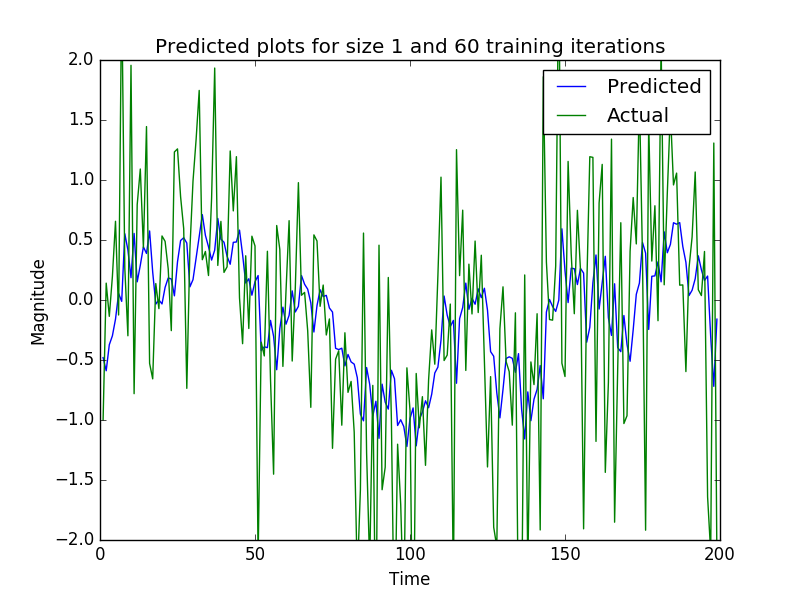 Predicted plots for size 1 and 60 training iterations
2.0
1.5
1.0
0.5
0.0
−0.5
−1.0
−1.5
−2.0
Magnitude
Predicted
Actual
0 50 100 150 200
Time